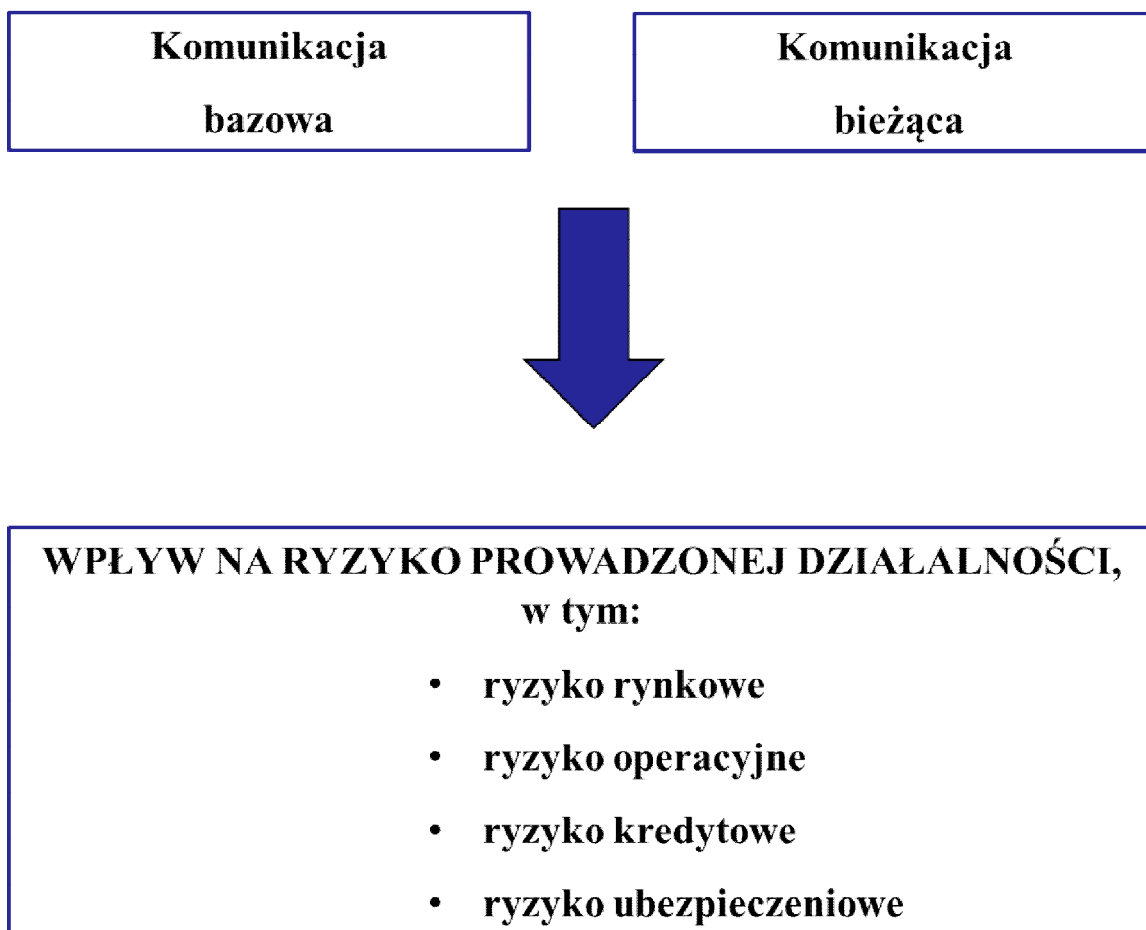 Komunikacja
bazowa
Komunikacja
bieżąca
WPŁYW NA RYZYKO PROWADZONEJ DZIAŁALNOŚCI,
w tym:
• ryzyko rynkowe
• ryzyko operacyjne
• ryzyko kredytowe
• ryzyko ubezpieczeniowe